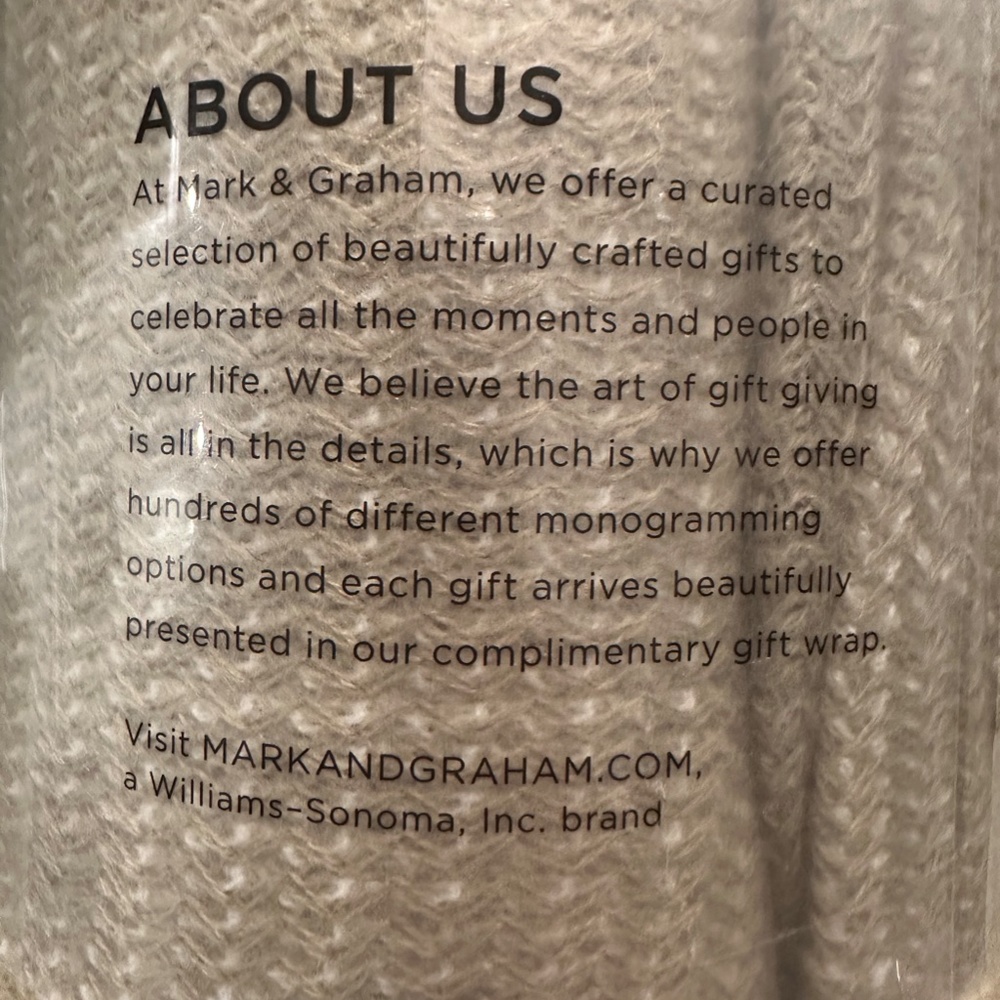 ABOUT US
At Mark & Graham, we offer a curated
selection of beautifully crafted gifts to
celebrate all the moments and people in
your life. We believe the art of gift giving
is all in the details, which is why we offer
hundreds of different monogramming
options and each gift arrives beautifully
presented in our complimentary gift wrap.
Visit MARKANDGRAHAM.COM,
a Williams-Sonoma, Inc. brand